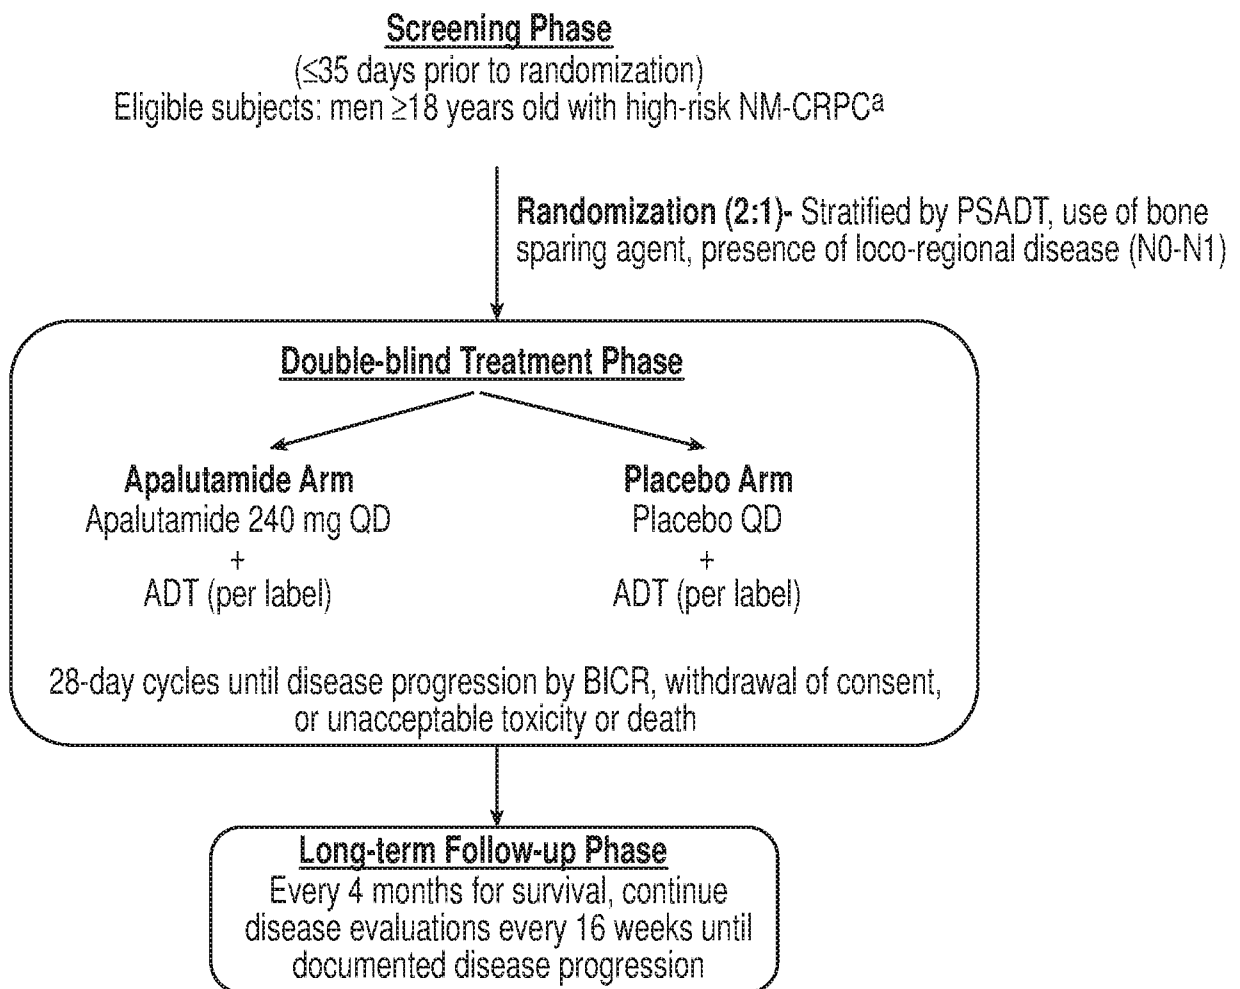 Screening Phase
(≤35 days prior to randomization)
Eligible subjects: men ≥18 years old with high-risk NM-CRPCa
Randomization (2:1)- Stratified by PSADT, use of bone
sparing agent, presence of loco-regional disease (N0-N1)
Double-blind Treatment Phase
Apalutamide Arm
Apalutamide 240 mg QD
+
ADT (per label)
Placebo Arm
Placebo QD
+
ADT (per label)
28-day cycles until disease progression by BICR, withdrawal of consent,
or unacceptable toxicity or death
Long-term Follow-up Phase
Every 4 months for survival, continue
disease evaluations every 16 weeks until
documented disease progression